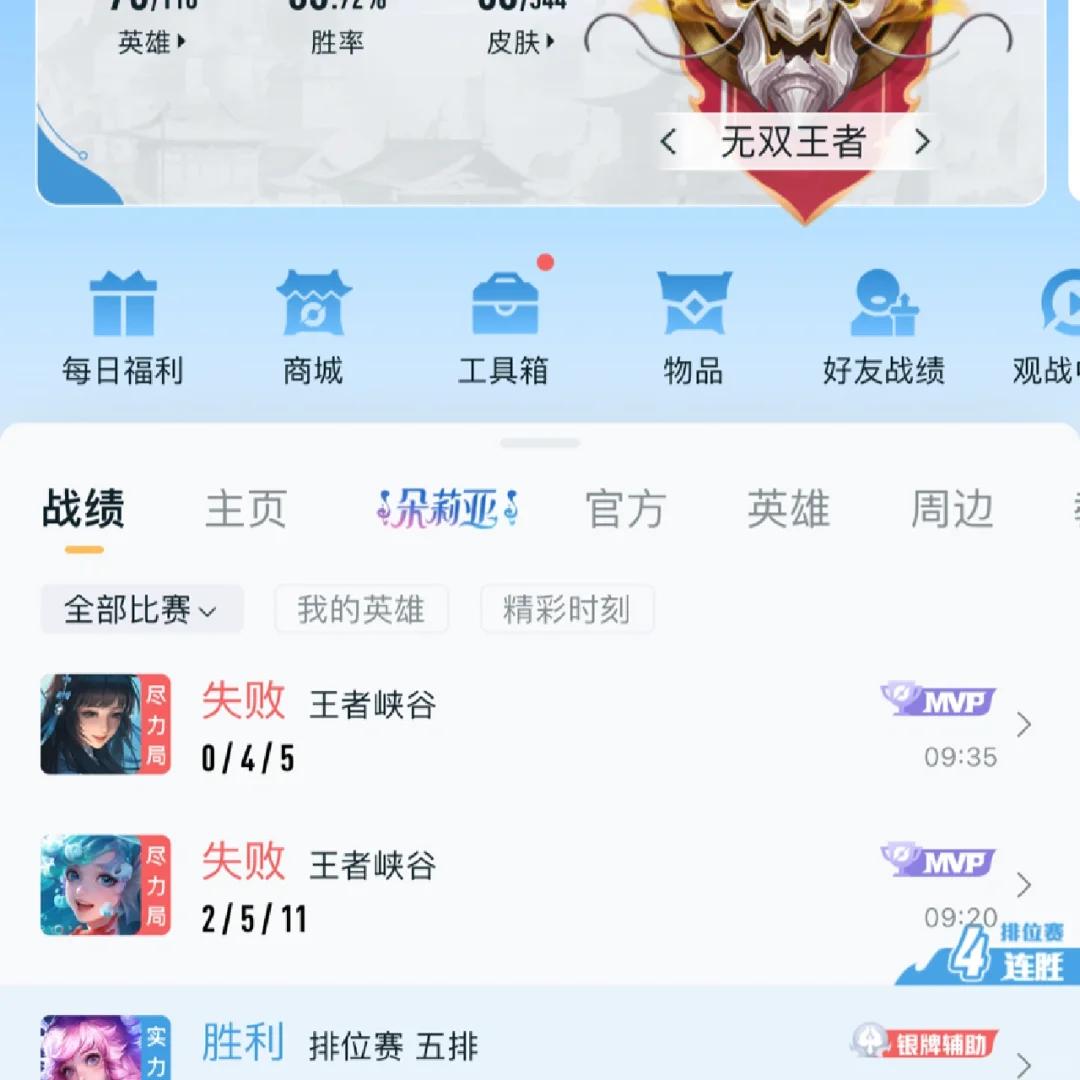 英雄
胜率
皮肤
无双王者
每日福利
商城
工具箱
物品
好友战绩
观战
战绩
主页
朵莉亚
官方
英雄
周边
全部比赛
我的英雄
精彩时刻
尽力局
失败 王者峡谷
MVP
0/4/5
09:35
尽力局
失败 王者峡谷
MVP
2/5/11
09:20
排位赛
4连胜
实力
胜利 排位赛 五排
银牌辅助